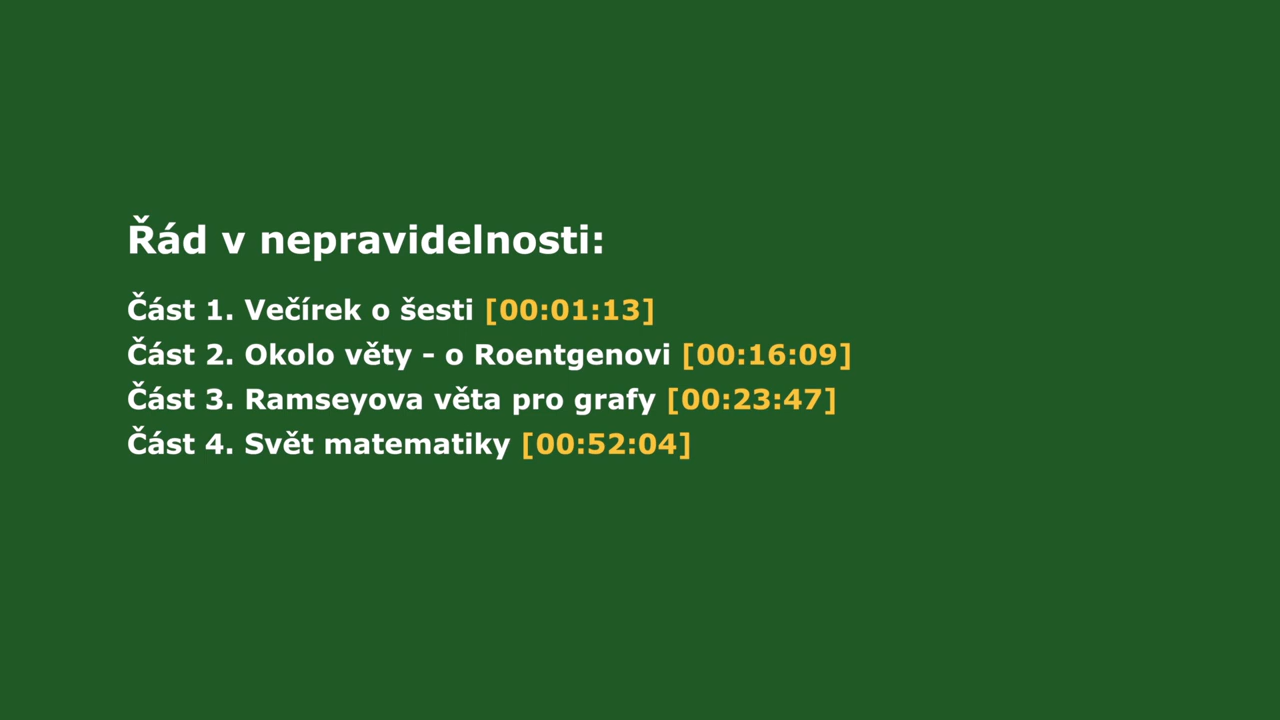 Řád v nepravidelnosti:
Část 1. Večírek o šesti [00:01:13]
Část 2. Okolo věty - o Roentgenovi [00:16:09]
Část 3. Ramseyova věta pro grafy [00:23:47]
Část 4. Svět matematiky [00:52:04]